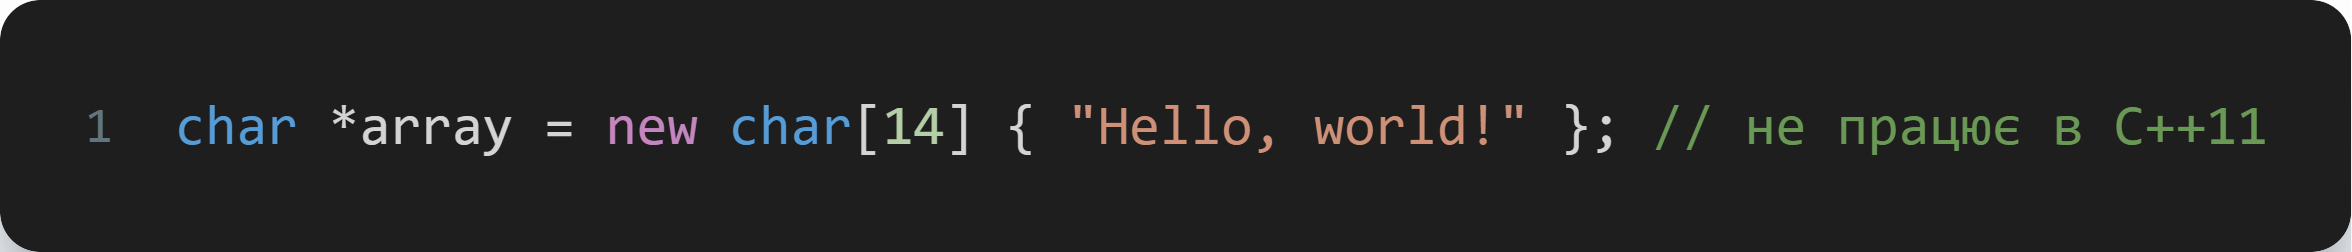 1 char *array = new char[14] { "Hello, world!" }; // не працює в C++11